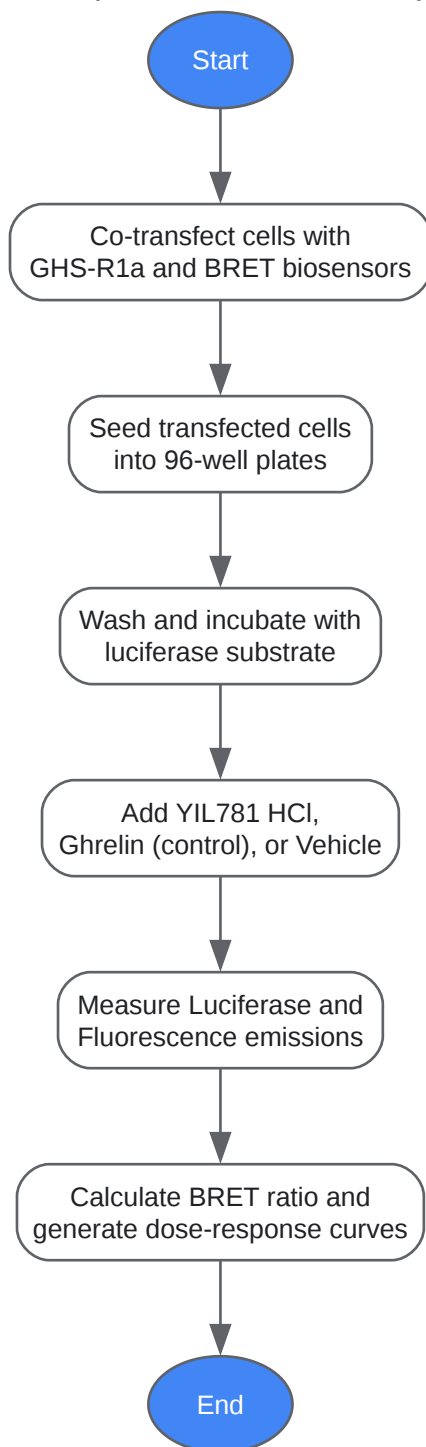 Start
Co-transfect cells with
GHS-R1a and BRET biosensors
Seed transfected cells
into 96-well plates
Wash and incubate with
luciferase substrate
Add YIL781 HCl,
Ghrelin (control), or Vehicle
Measure Luciferase and
Fluorescence emissions
Calculate BRET ratio and
generate dose-response curves
End